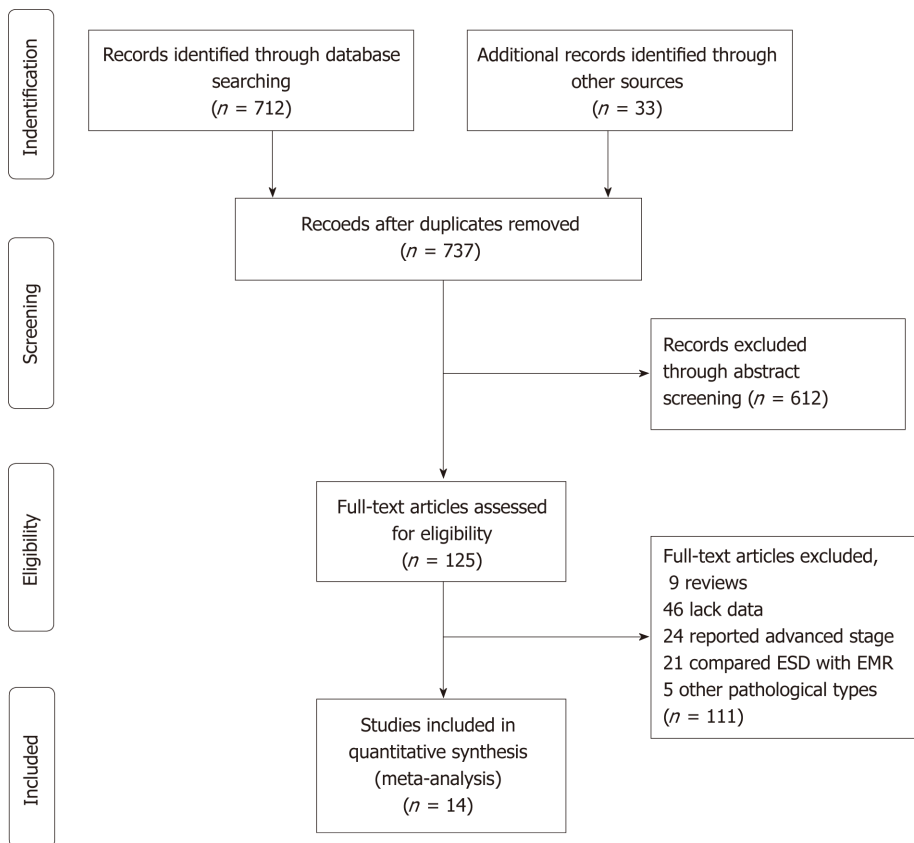 Indentification
Records identified through database
searching
(n = 712)
Additional records identified through
other sources
(n = 33)
Recoeds after duplicates removed
(n = 737)
Screening
Records excluded
through abstract
screening (n = 612)
Eligibility
Full-text articles assessed
for eligibility
(n = 125)
Full-text articles excluded,
9 reviews
46 lack data
24 reported advanced stage
21 compared ESD with EMR
5 other pathological types
(n = 111)
Included
Studies included in
quantitative synthesis
(meta-analysis)
(n = 14)